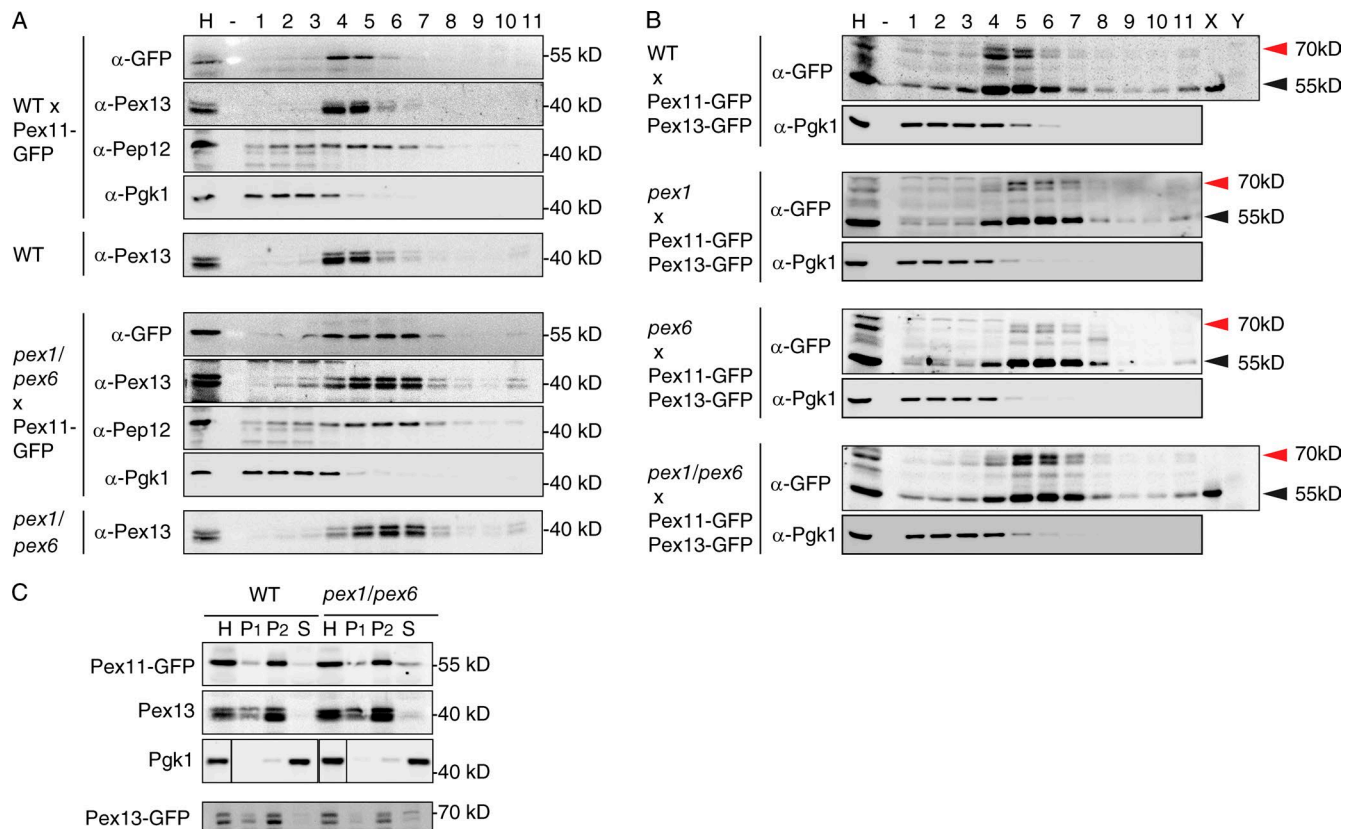 A
H - 1 2 3 4 5 6 7 8 9 10 11
WT x
Pex11-
GFP
α-GFP
55 kD
α-Pex13
40 kD
α-Pep12
40 kD
α-Pgk1
40 kD
WT
α-Pex13
40 kD
pex1/
pex6
x
Pex11-
GFP
α-GFP
55 kD
α-Pex13
40 kD
α-Pep12
40 kD
α-Pgk1
40 kD
pex1/
pex6
α-Pex13
40 kD
B
H - 1 2 3 4 5 6 7 8 9 10 11 X Y
WT
x
Pex11-GFP
Pex13-GFP
α-GFP
70kD
55kD
α-Pgk1
pex1
x
Pex11-GFP
Pex13-GFP
α-GFP
70kD
55kD
α-Pgk1
pex6
x
Pex11-GFP
Pex13-GFP
α-GFP
70kD
55kD
α-Pgk1
pex1/pex6
x
Pex11-GFP
Pex13-GFP
α-GFP
70kD
55kD
α-Pgk1
C
WT pex1/pex6
H P1 P2 S H P1 P2 S
Pex11-GFP -55 kD
Pex13 -40 kD
Pgk1 -40 kD
Pex13-GFP -70 kD